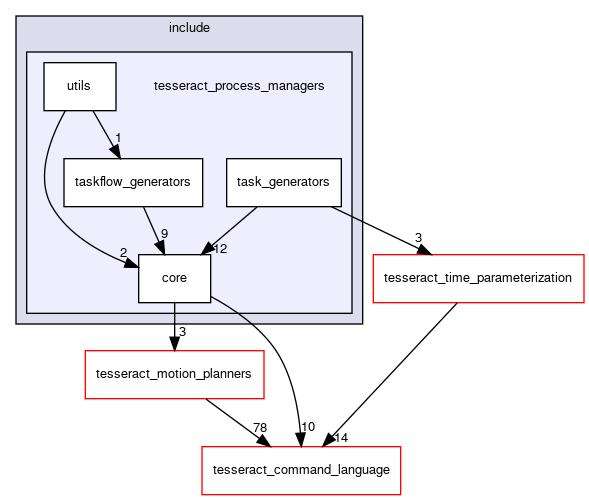 include
utils
tesseract_process_managers
1
taskflow_generators
task_generators
9
2
12
3
core
tesseract_time_parameterization
3
tesseract_motion_planners
78
10
14
tesseract_command_language